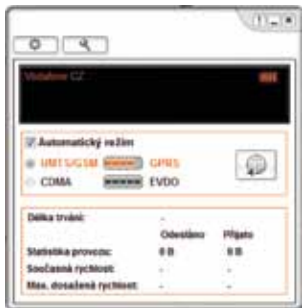 Vodafone CZ
Automatický režim
UMTS/GSM GPRS
CDMA EVDO
Délka trvání: -
Odesláno Přijato
Statistika provozu: 0 B 0 B
Současná rychlost: - -
Max. dosažená rychlost: - -